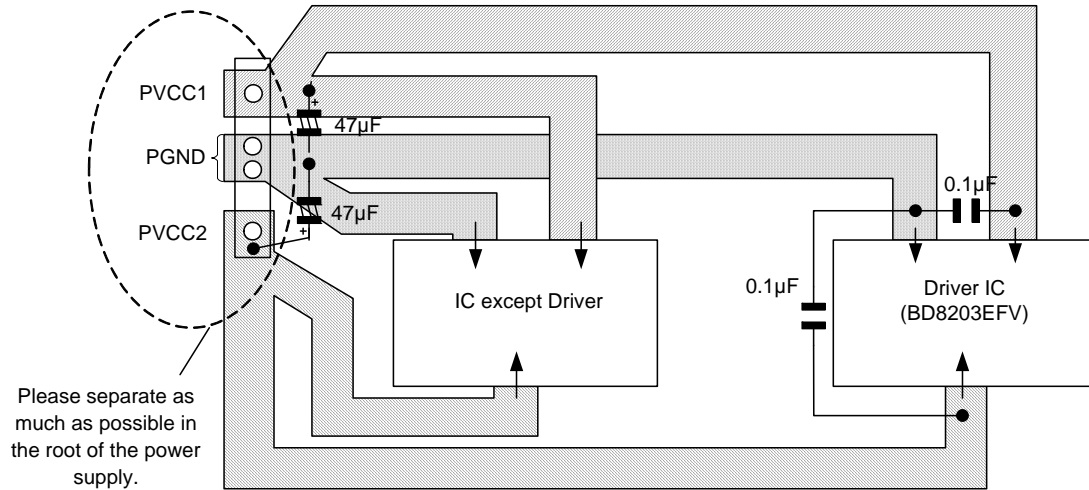 PVCC1
+
47µF
PGND
0.1µF
47µF
PVCC2
+
0.1µF
IC except Driver
Driver IC
(BD8203EFV)
Please separate as
much as possible in
the root of the power
supply.